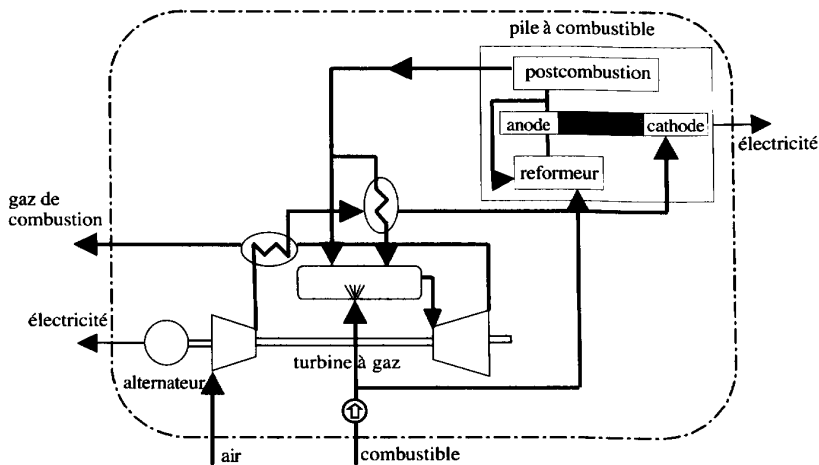 pile à combustible
postcombustion
anode
cathode
électricité
reformeur
gaz de
combustion
électricité
alternateur
turbine à gaz
air
combustible